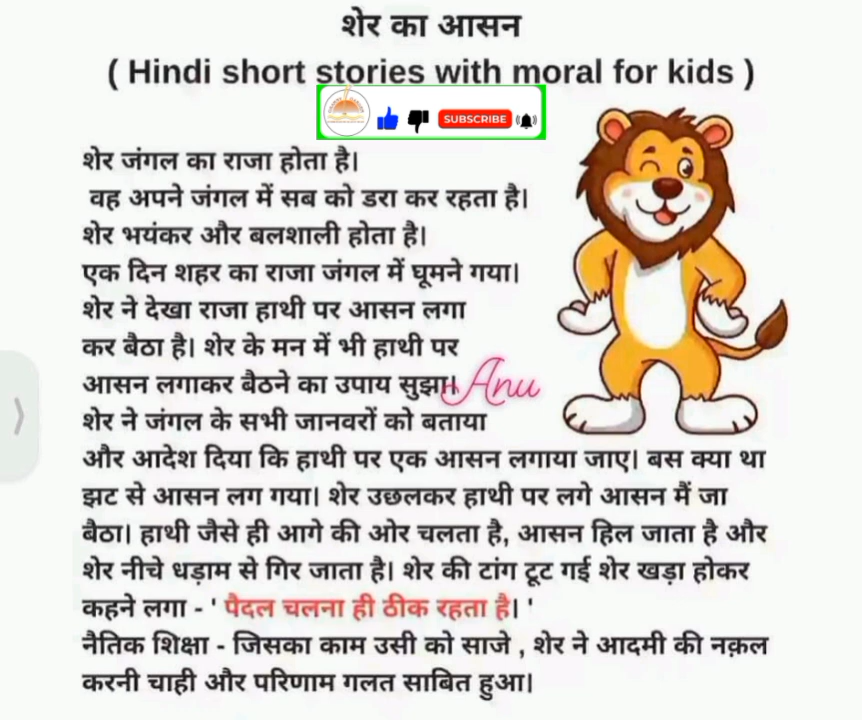 शेर का आसन
( Hindi short stories with moral for kids )
SUBSCRIBE
शेर जंगल का राजा होता है।
वह अपने जंगल में सब को डरा कर रहता है।
शेर भयंकर और बलशाली होता है।
एक दिन शहर का राजा जंगल में घूमने गया।
शेर ने देखा राजा हाथी पर आसन लगा
कर बैठा है। शेर के मन में भी हाथी पर
आसन लगाकर बैठने का उपाय सुझा।
Anu
शेर ने जंगल के सभी जानवरों को बताया
और आदेश दिया कि हाथी पर एक आसन लगाया जाए। बस क्या था
झट से आसन लग गया। शेर उछलकर हाथी पर लगे आसन मैं जा
बैठा। हाथी जैसे ही आगे की ओर चलता है, आसन हिल जाता है और
शेर नीचे धड़ाम से गिर जाता है। शेर की टांग टूट गई शेर खड़ा होकर
कहने लगा - ' पैदल चलना ही ठीक रहता है। '
नैतिक शिक्षा - जिसका काम उसी को साजे , शेर ने आदमी की नक़ल
करनी चाही और परिणाम गलत साबित हुआ।